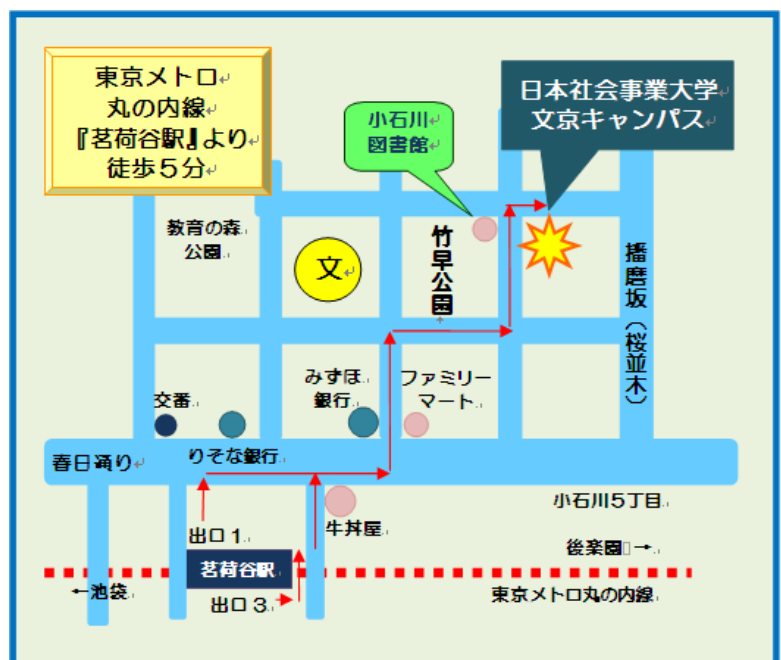 東京メトロ
丸の内線
『茗荷谷駅』より
徒歩５分
日本社会事業大学
文京キャンパス
小石川
図書館
教育の森
公園
文
竹早公園
播磨坂（桜並木）
みずほ
銀行
ファミリー
マート
交番
りそな銀行
春日通り
小石川５丁目
牛丼屋
出口１
後楽園→
茗荷谷駅
←池袋
出口３
東京メトロ丸の内線